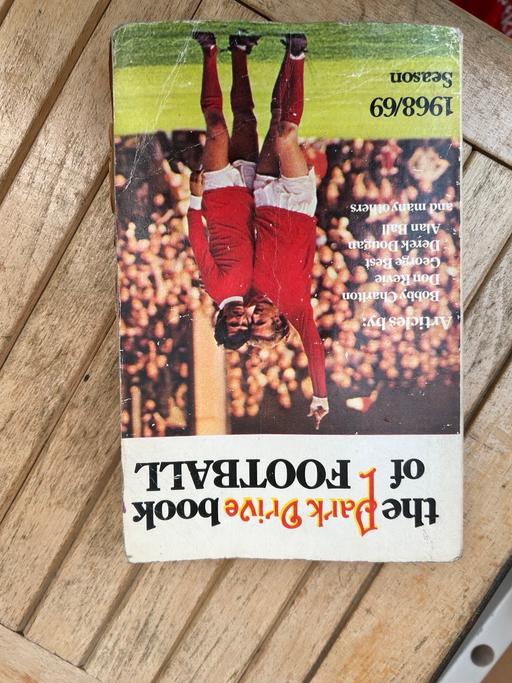 the Park Drive book
of FOOTBALL
Articles by:
Bobby Charlton
Don Revie
George Best
Derek Dougan
Alan Ball
and many others
1968/69
Season